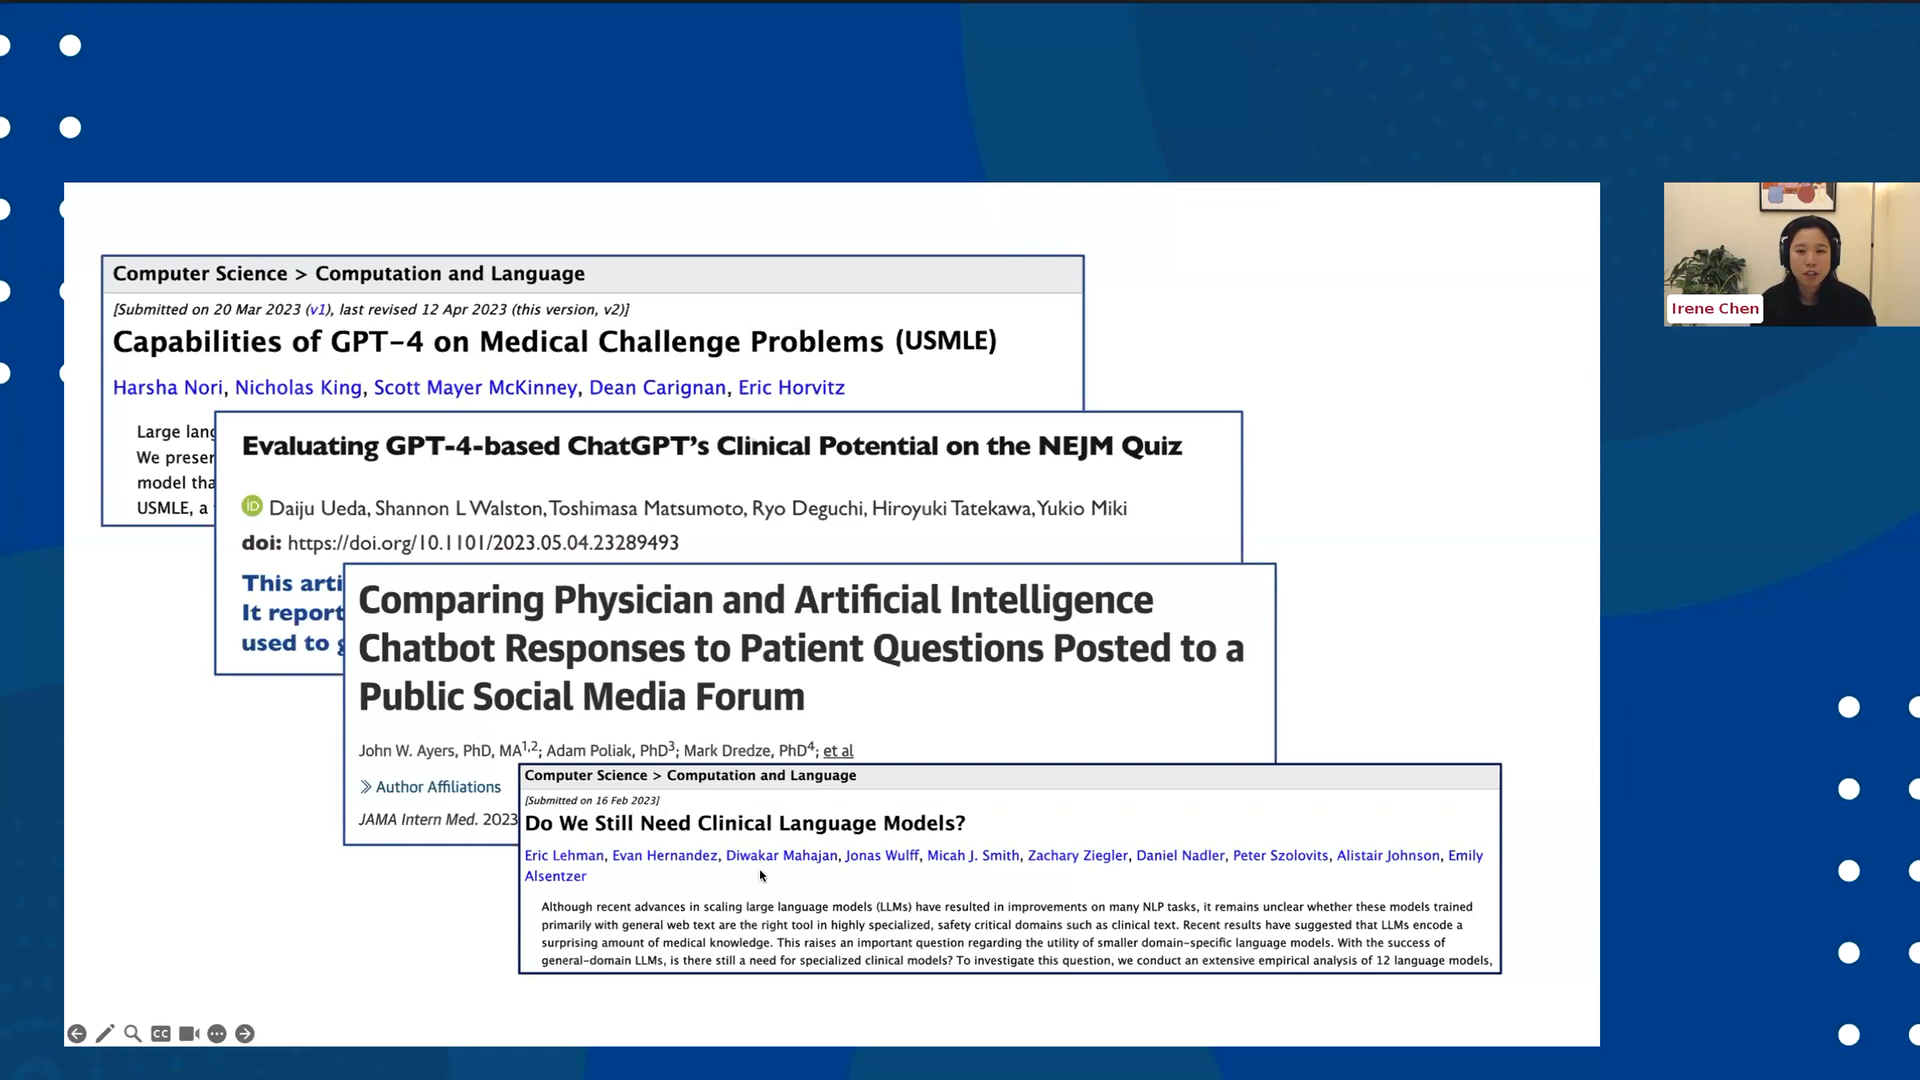 Computer Science > Computation and Language
[Submitted on 20 Mar 2023 (v1), last revised 12 Apr 2023 (this version, v2)]
Capabilities of GPT-4 on Medical Challenge Problems (USMLE)
Harsha Nori, Nicholas King, Scott Mayer McKinney, Dean Carignan, Eric Horvitz
Large
We
model
USMLE, a
Evaluating GPT-4-based ChatGPT's Clinical Potential on the NEJM Quiz
iD Daiju Ueda, Shannon L Walston, Toshimasa Matsumoto, Ryo Deguchi, Hiroyuki Tatekawa, Yukio Miki
doi: https://doi.org/10.1101/2023.05.04.23289493
This
It
used to
Comparing Physician and Artificial Intelligence
Chatbot Responses to Patient Questions Posted to a
Public Social Media Forum
John W. Ayers, PhD, MA1,2; Adam Poliak, PhD3; Mark Dredze, PhD4; et al
Author Affiliations
JAMA Intern Med. 2023
Computer Science > Computation and Language
[Submitted on 16 Feb 2023]
Do We Still Need Clinical Language Models?
Eric Lehman, Evan Hernandez, Diwakar Mahajan, Jonas Wulff, Micah J. Smith, Zachary Ziegler, Daniel Nadler, Peter Szolovits, Alistair Johnson, Emily
Alsentzer
Although recent advances in scaling large language models (LLMs) have resulted in improvements on many NLP tasks, it remains unclear whether these models trained
primarily with general web text are the right tool in highly specialized, safety critical domains such as clinical text. Recent results have suggested that LLMs encode a
surprising amount of medical knowledge. This raises an important question regarding the utility of smaller domain-specific language models. With the success of
general-domain LLMs, is there still a need for specialized clinical models? To investigate this question, we conduct an extensive empirical analysis of 12 language models,
Irene Chen
CC